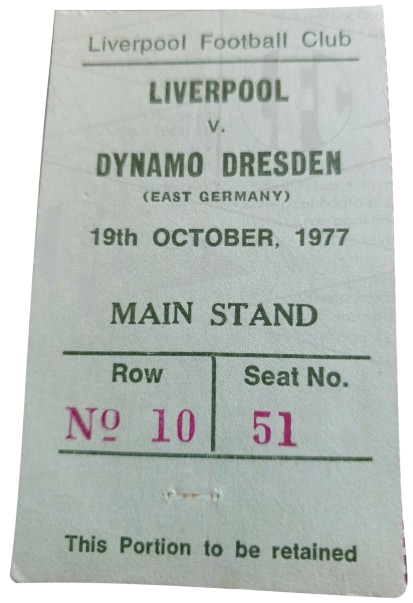 Liverpool Football Club
LIVERPOOL
v.
DYNAMO DRESDEN
(EAST GERMANY)
19th OCTOBER, 1977
MAIN STAND
Row Seat No.
Nº 10 51
This Portion to be retained